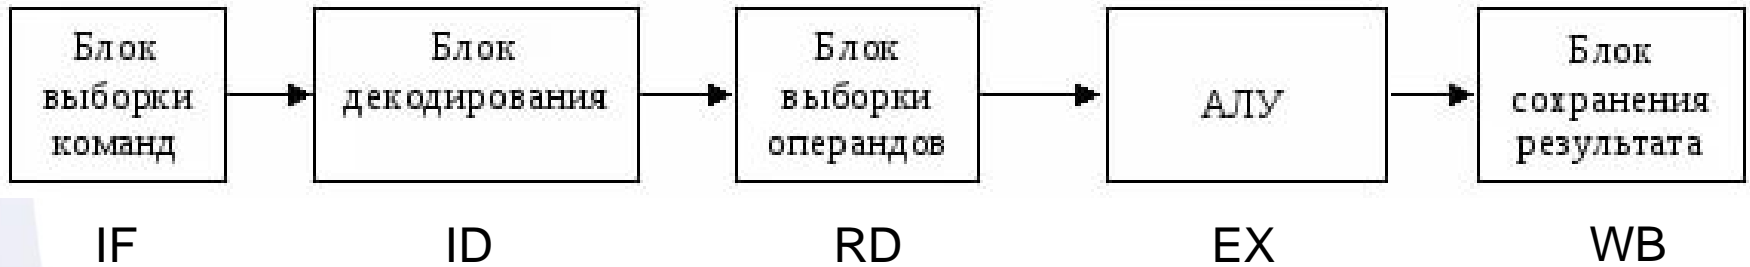 Блок
выборки
команд
Блок
декодирования
Блок
выборки
операндов
АЛУ
Блок
сохранения
результата
IF
ID
RD
EX
WB